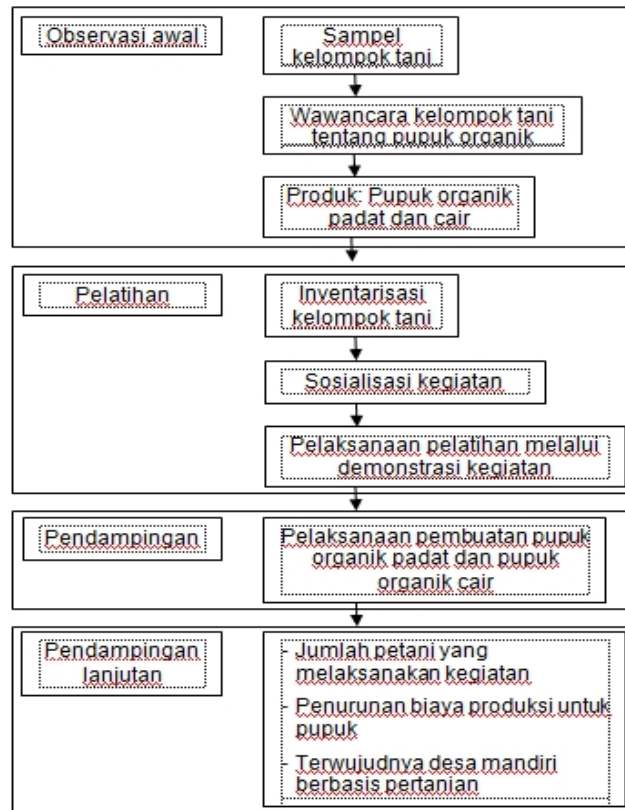 Observasi awal
Sampel
kelompok tani
Wawancara kelompok tani
tentang pupuk organik
Produk: Pupuk organik
padat dan cair
Pelatihan
Inventarisasi
kelompok tani
Sosialisasi kegiatan
Pelaksanaan pelatihan melalui
demonstrasi kegiatan
Pendampingan
Pelaksanaan pembuatan pupuk
organik padat dan pupuk
organik cair
Pendampingan
lanjutan
- Jumlah petani yang
melaksanakan kegiatan
- Penurunan biaya produksi untuk
pupuk
- Terwujudnya desa mandiri
berbasis pertanian